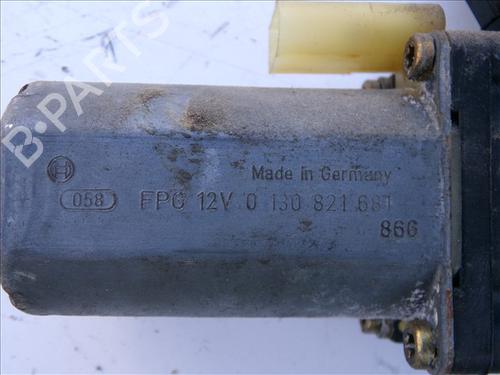 B-PARTS
Made in Germany
058 FPG 12V 0 130 821 681
866